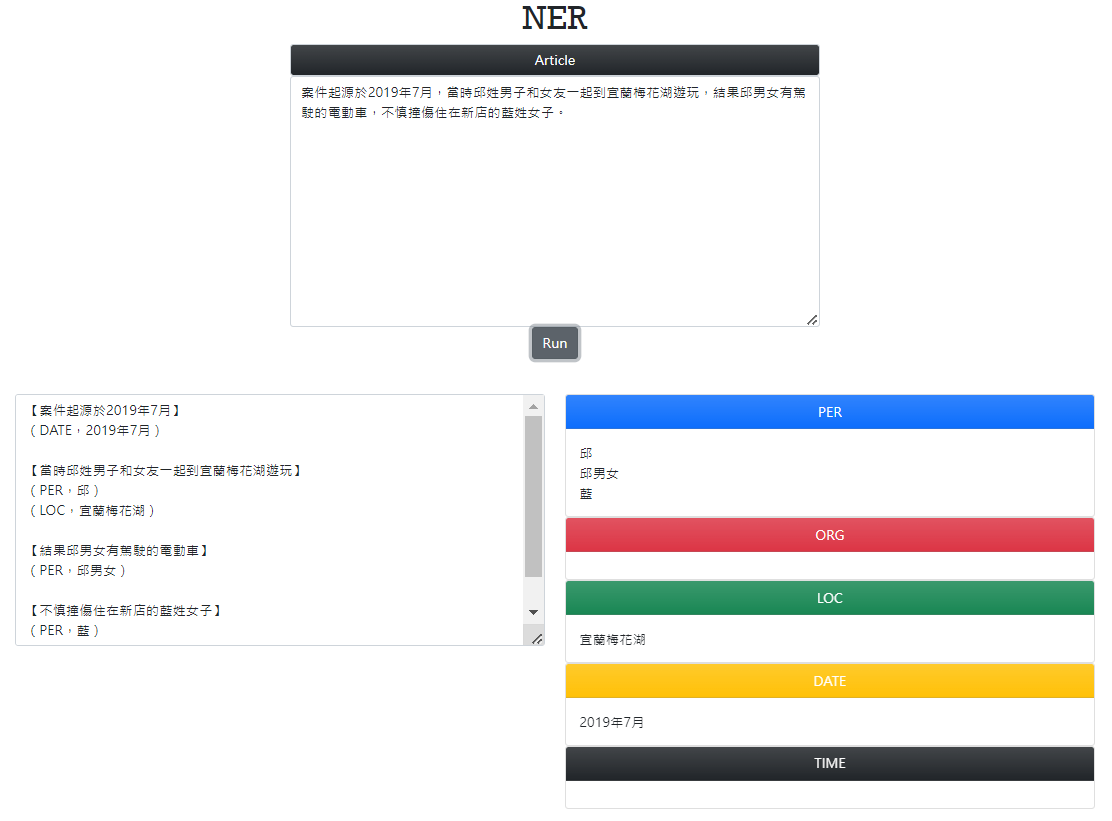 NER
Article
案件起源於2019年7月，當時邱姓男子和女友一起到宜蘭梅花湖遊玩，結果邱男女有駕
駛的電動車，不慎撞傷住在新店的藍姓女子。
Run
【案件起源於2019年7月】
( DATE，2019年7月 )
【當時邱姓男子和女友一起到宜蘭梅花湖遊玩】
( PER，邱 )
( LOC，宜蘭梅花湖 )
【結果邱男女有駕駛的電動車】
( PER，邱男女 )
【不慎撞傷住在新店的藍姓女子】
( PER，藍 )
PER
邱
邱男女
藍
ORG
LOC
宜蘭梅花湖
DATE
2019年7月
TIME